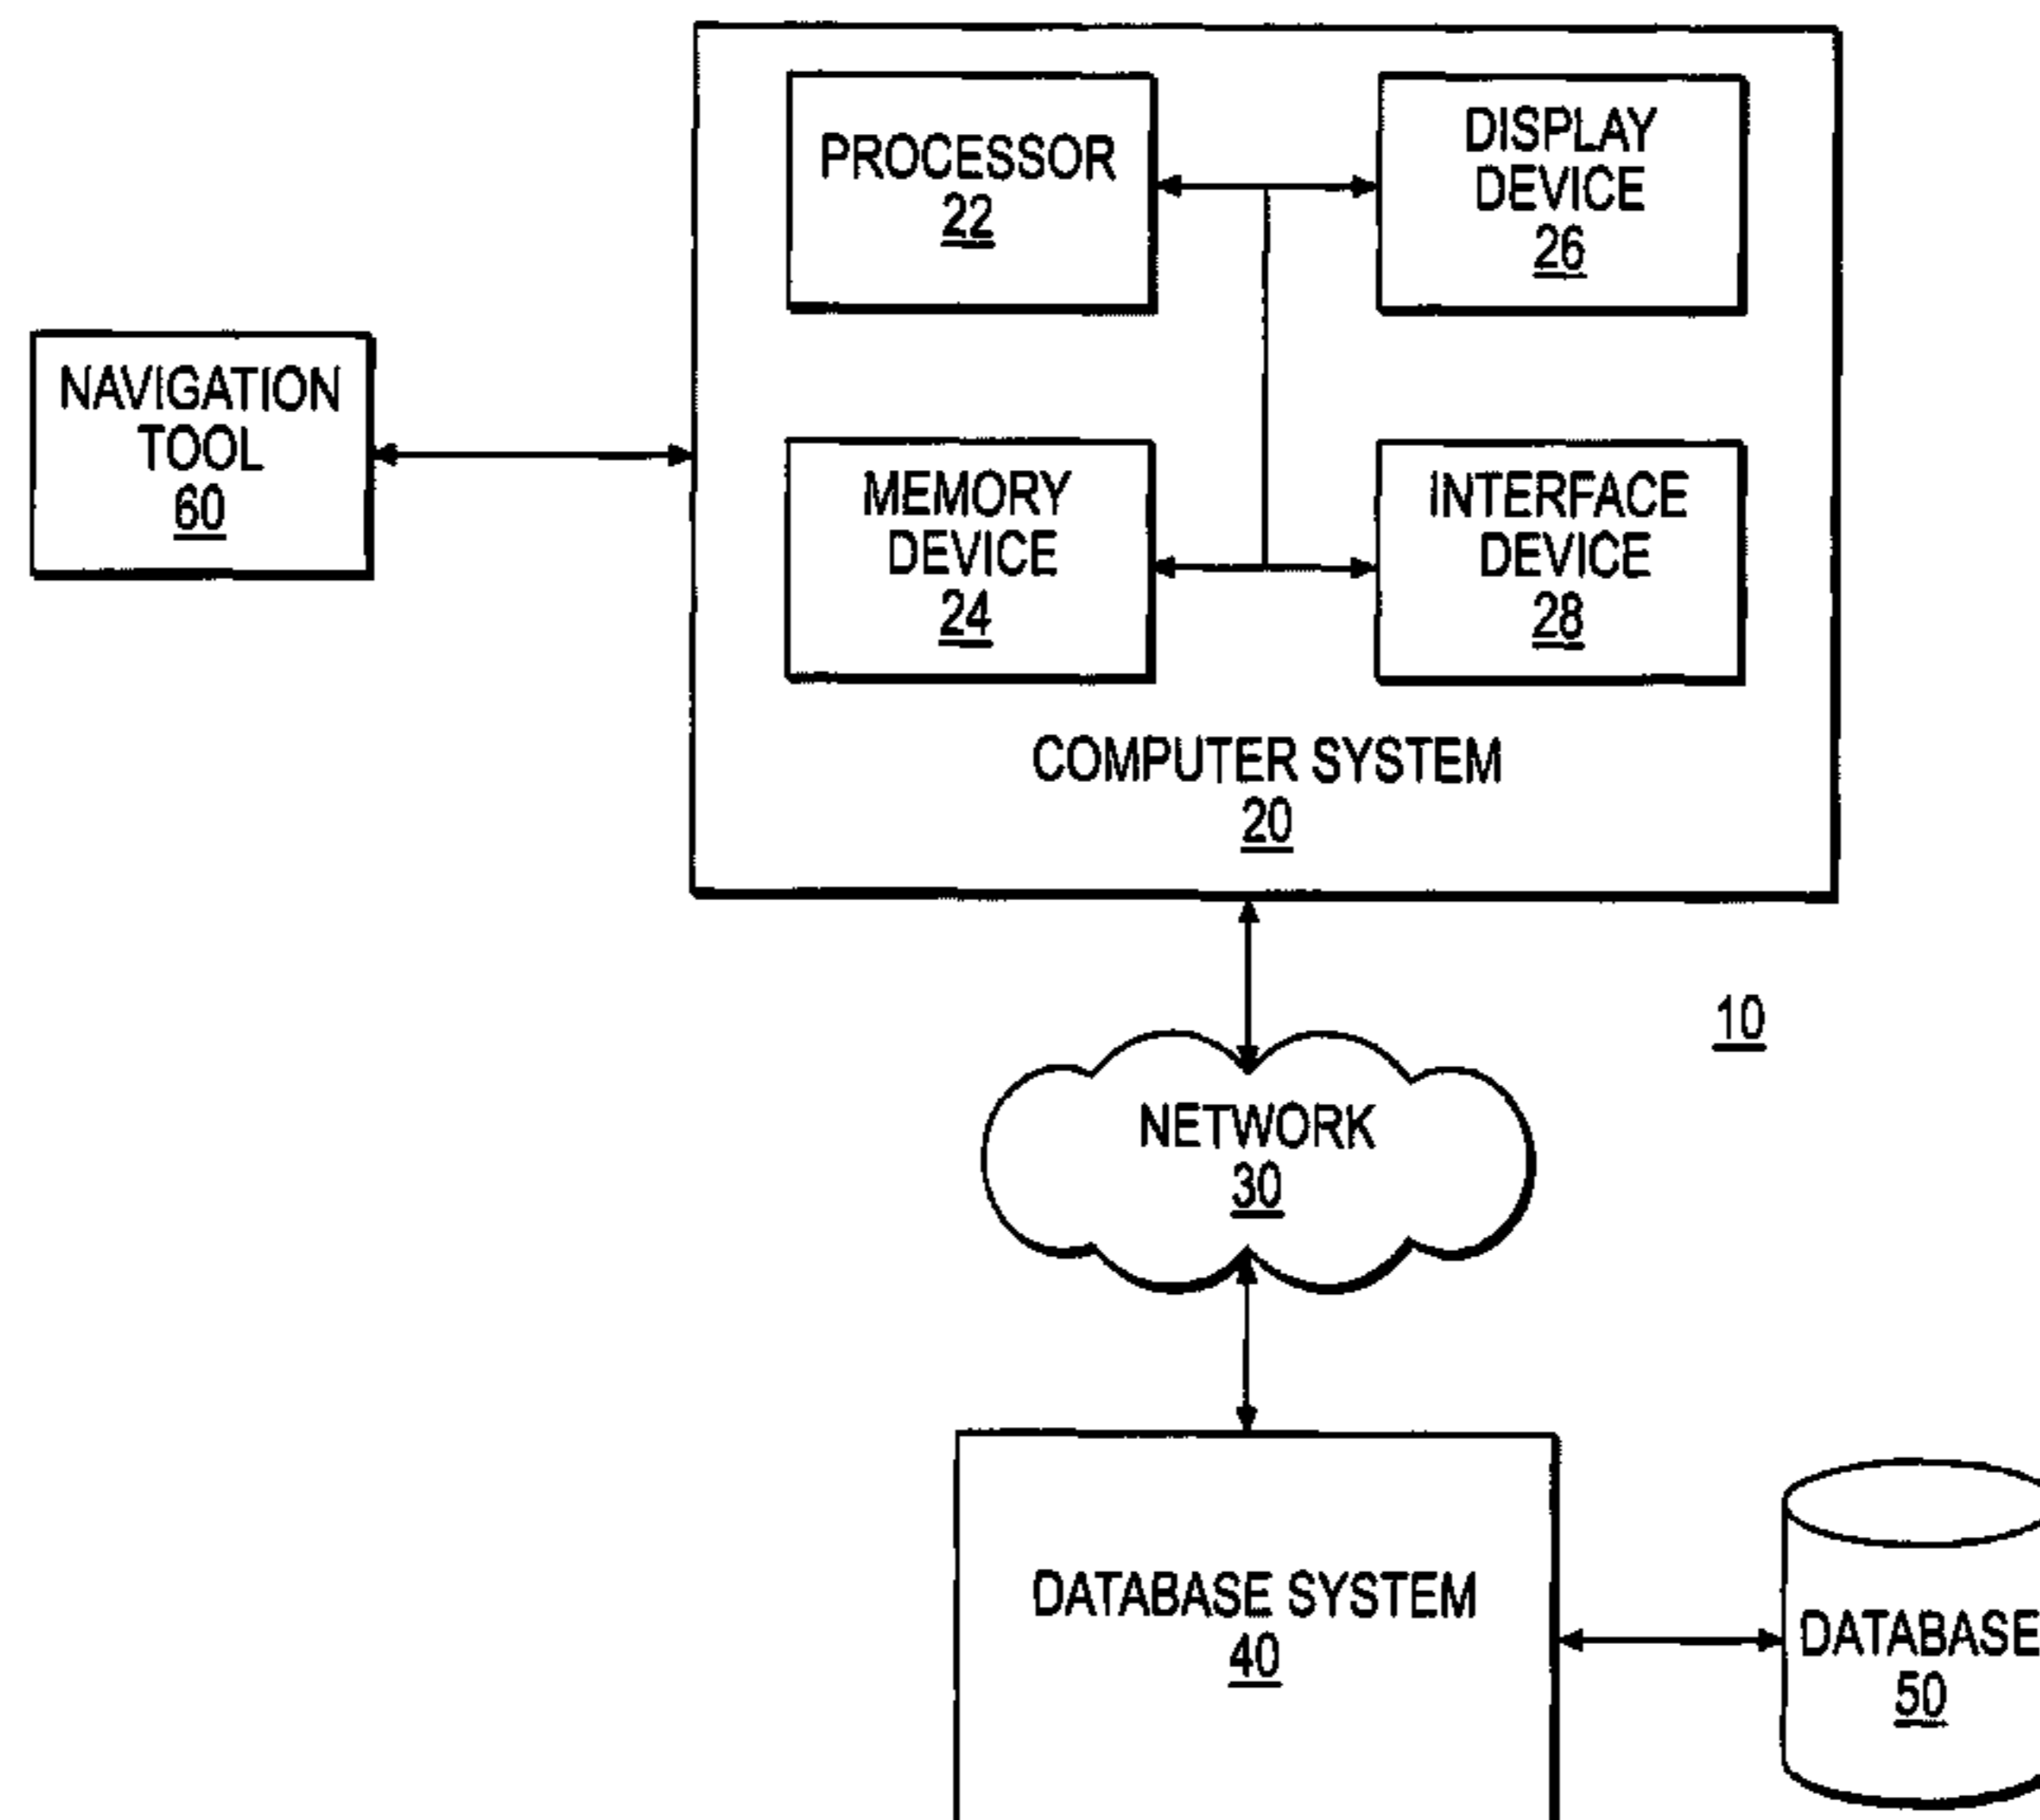 PROCESSOR
22
DISPLAY
DEVICE
26
NAVIGATION
TOOL
60
MEMORY
DEVICE
24
INTERFACE
DEVICE
28
COMPUTER SYSTEM
20
10
NETWORK
30
DATABASE SYSTEM
40
DATABASE
50